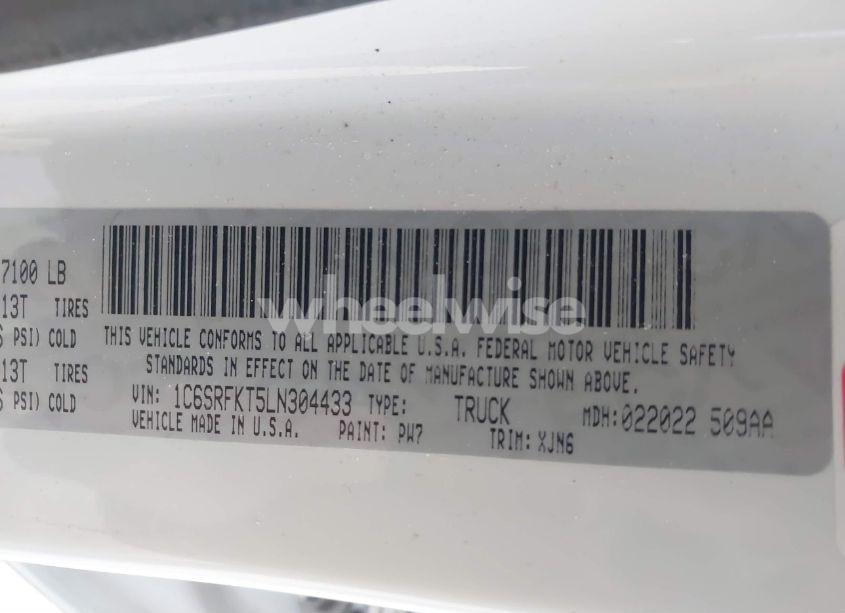 7100 LB
13T TIRES
PSI) COLD
13T TIRES
PSI) COLD
wheelwise
THIS VEHICLE CONFORMS TO ALL APPLICABLE U.S.A. FEDERAL MOTOR VEHICLE SAFETY
STANDARDS IN EFFECT ON THE DATE OF MANUFACTURE SHOWN ABOVE.
VIN: 1C6SRFKT5LN304433 TYPE: TRUCK MDH: 022022 509AA
VEHICLE MADE IN U.S.A. PAINT: PW7 TRIM: XJN6